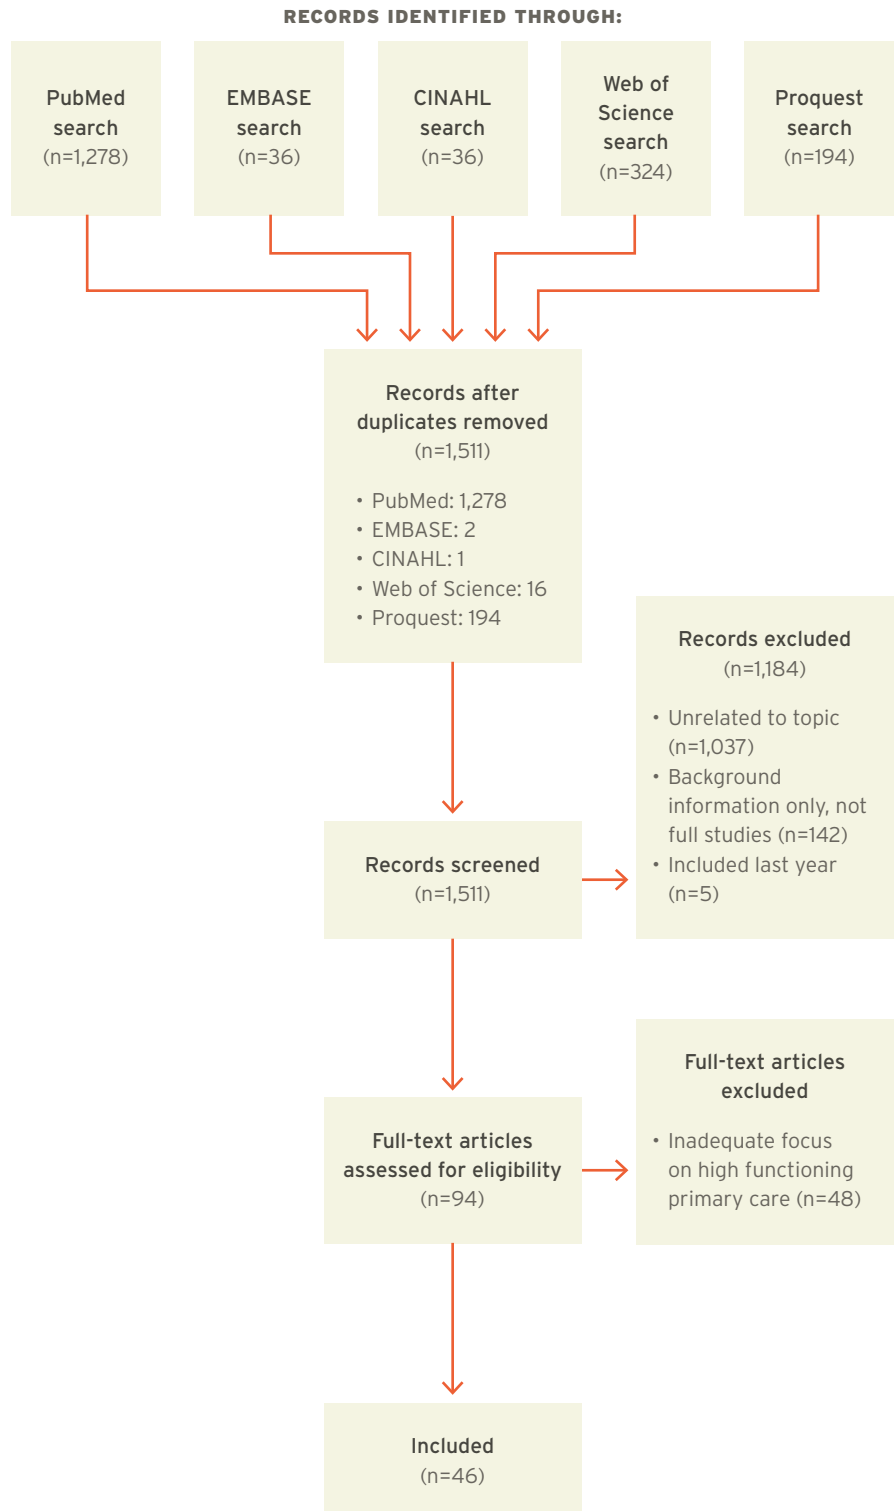 RECORDS IDENTIFIED THROUGH:
PubMed
search
(n=1,278)
EMBASE
search
(n=36)
CINAHL
search
(n=36)
Web of
Science
search
(n=324)
Proquest
search
(n=194)
Records after
duplicates removed
(n=1,511)
• PubMed: 1,278
• EMBASE: 2
• CINAHL: 1
• Web of Science: 16
• Proquest: 194
Records excluded
(n=1,184)
• Unrelated to topic
(n=1,037)
• Background
information only, not
full studies (n=142)
• Included last year
(n=5)
Records screened
(n=1,511)
Full-text articles
excluded
• Inadequate focus
on high functioning
primary care (n=48)
Full-text articles
assessed for eligibility
(n=94)
Included
(n=46)